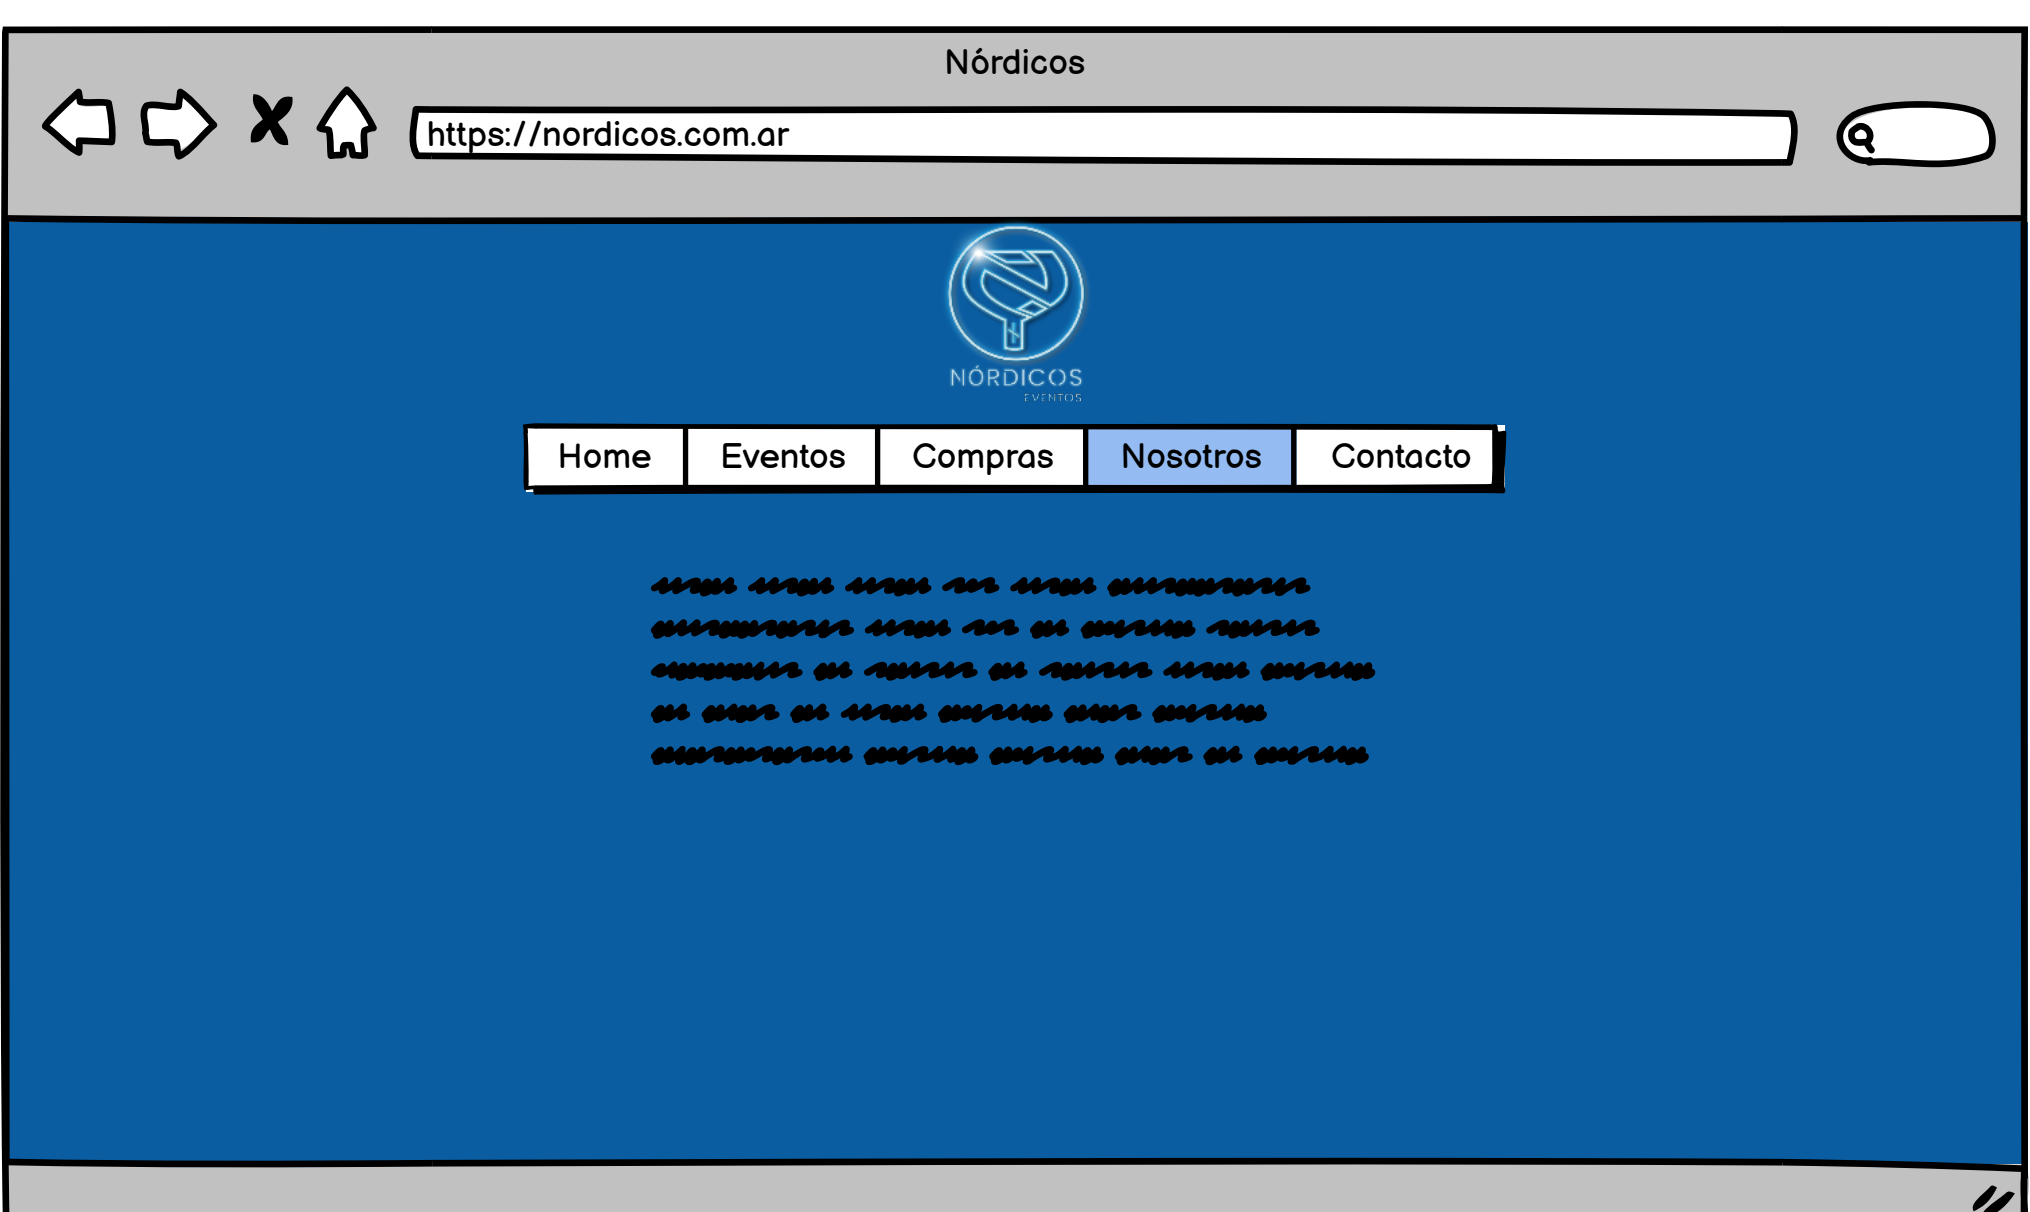 Nórdicos
https://nordicos.com.ar
NÓRDICOS
EVENTOS
Home Eventos Compras Nosotros Contacto